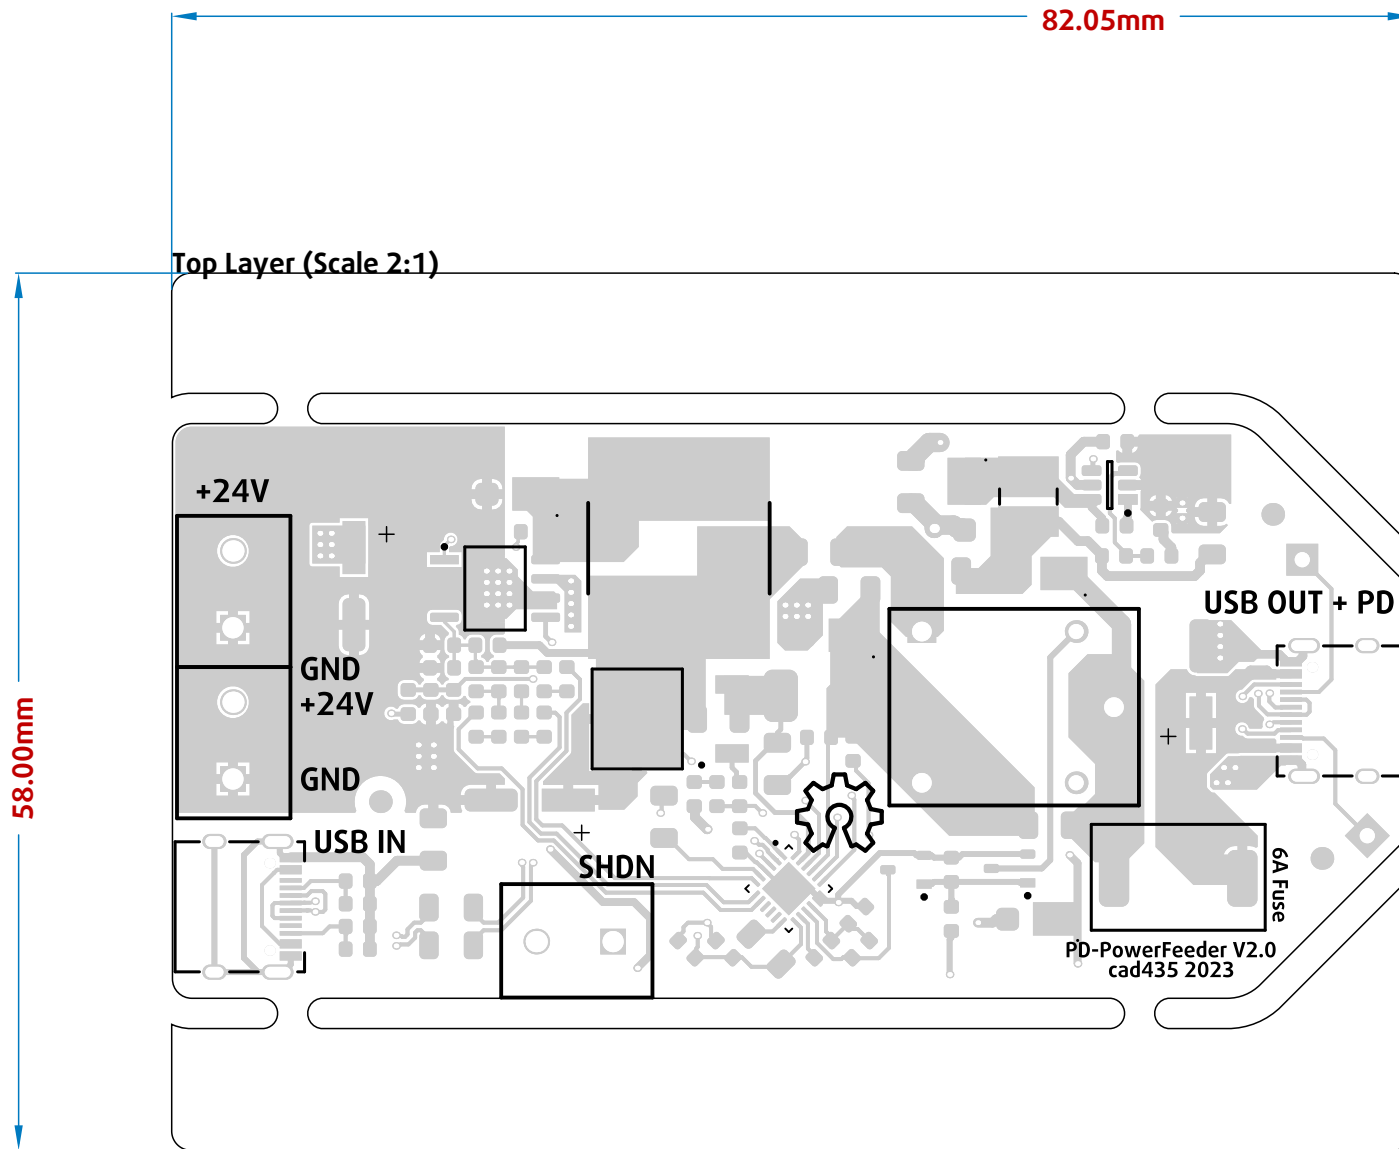 82.05mm
Top Layer (Scale 2:1)
+24V
USB OUT + PD
GND
+24V
58.00mm
GND
USB IN
SHDN
6A Fuse
PD-PowerFeeder V2.0
cad435 2023